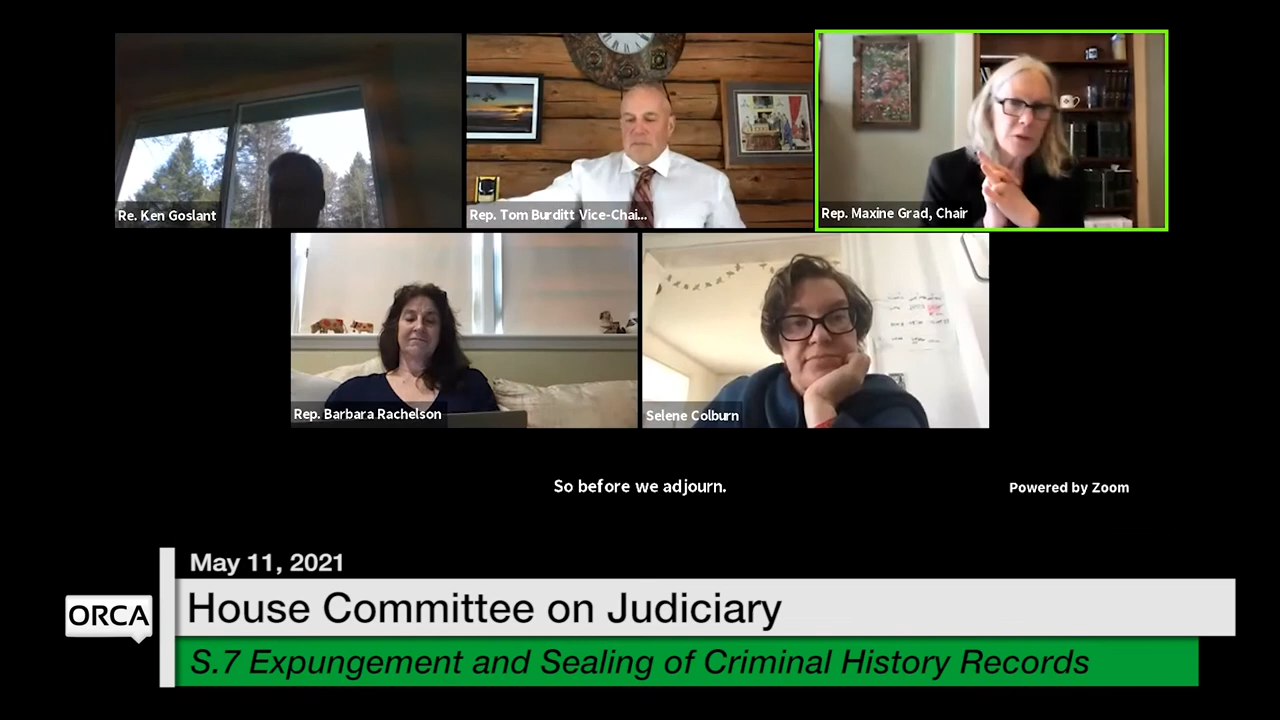 Re. Ken Goslant
Rep. Tom Burditt Vice-Chai...
Rep. Maxine Grad, Chair
Rep. Barbara Rachelson
Selene Colburn
So before we adjourn.
Powered by Zoom
May 11, 2021
ORCA
House Committee on Judiciary
S.7 Expungement and Sealing of Criminal History Records